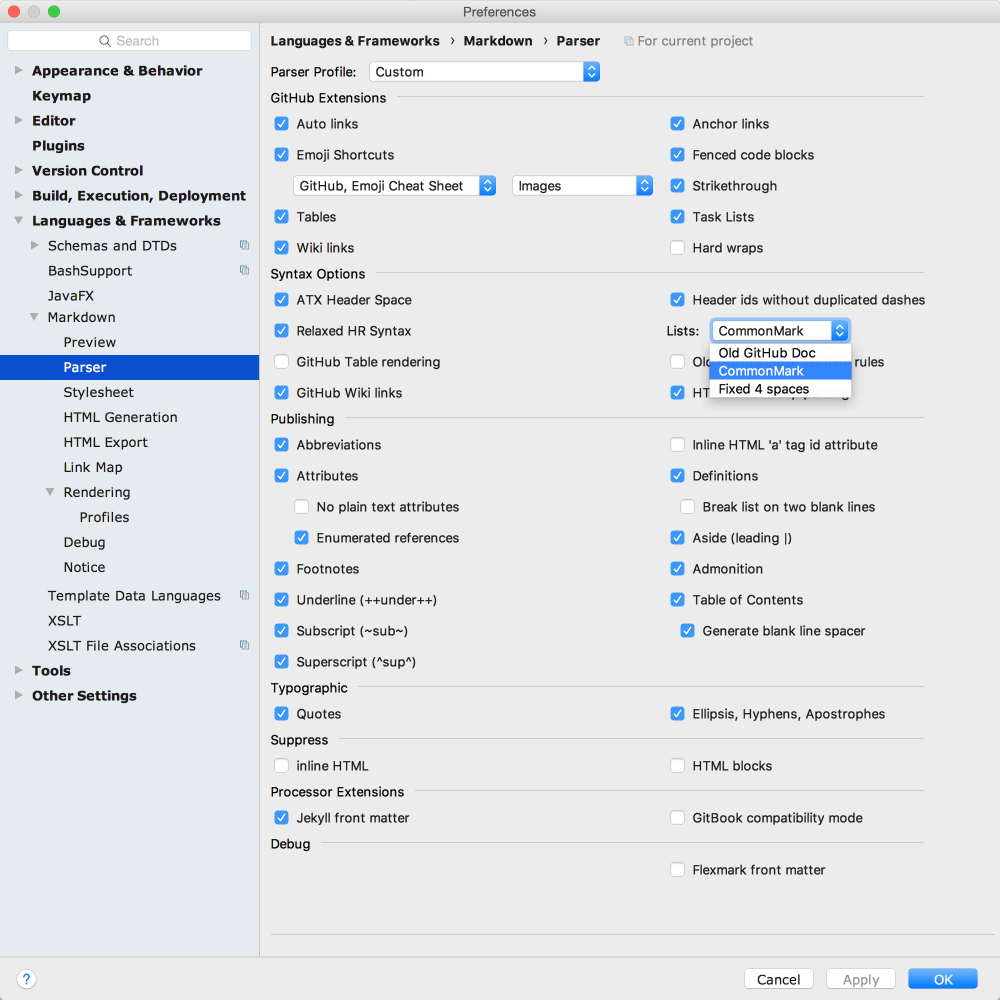 Preferences
Search
Appearance & Behavior
Keymap
Editor
Plugins
Version Control
Build, Execution, Deployment
Languages & Frameworks
Schemas and DTDs
BashSupport
JavaFX
Markdown
Preview
Parser
Stylesheet
HTML Generation
HTML Export
Link Map
Rendering
Profiles
Debug
Notice
Template Data Languages
XSLT
XSLT File Associations
Tools
Other Settings
?
Languages & Frameworks › Markdown › Parser For current project
Parser Profile: Custom
GitHub Extensions
Auto links Anchor links
Emoji Shortcuts Fenced code blocks
GitHub, Emoji Cheat Sheet Images Strikethrough
Tables Task Lists
Wiki links Hard wraps
Syntax Options
ATX Header Space Header ids without duplicated dashes
Relaxed HR Syntax Lists: CommonMark
Old GitHub Doc
GitHub Table rendering rules
CommonMark
Fixed 4 spaces
GitHub Wiki links
Publishing
Abbreviations Inline HTML 'a' tag id attribute
Attributes Definitions
No plain text attributes Break list on two blank lines
Enumerated references Aside (leading |)
Footnotes Admonition
Underline (++under++) Table of Contents
Subscript (~sub~) Generate blank line spacer
Superscript (^sup^)
Typographic
Quotes Ellipsis, Hyphens, Apostrophes
Suppress
inline HTML HTML blocks
Processor Extensions
Jekyll front matter GitBook compatibility mode
Debug
Flexmark front matter
Cancel Apply OK